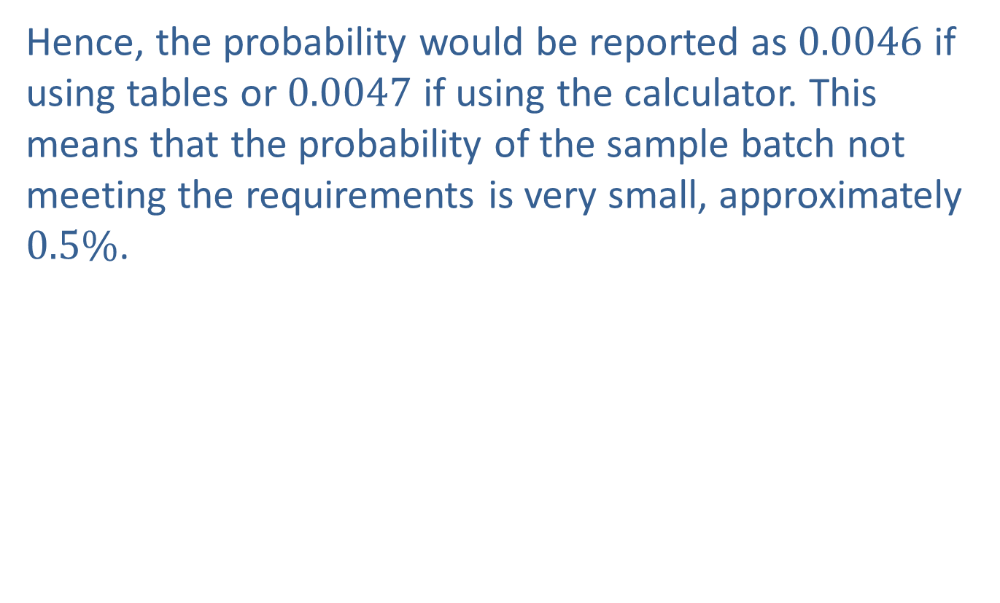 Hence, the probability would be reported as 0.0046 if
using tables or 0.0047 if using the calculator. This
means that the probability of the sample batch not
meeting the requirements is very small, approximately
0.5%.